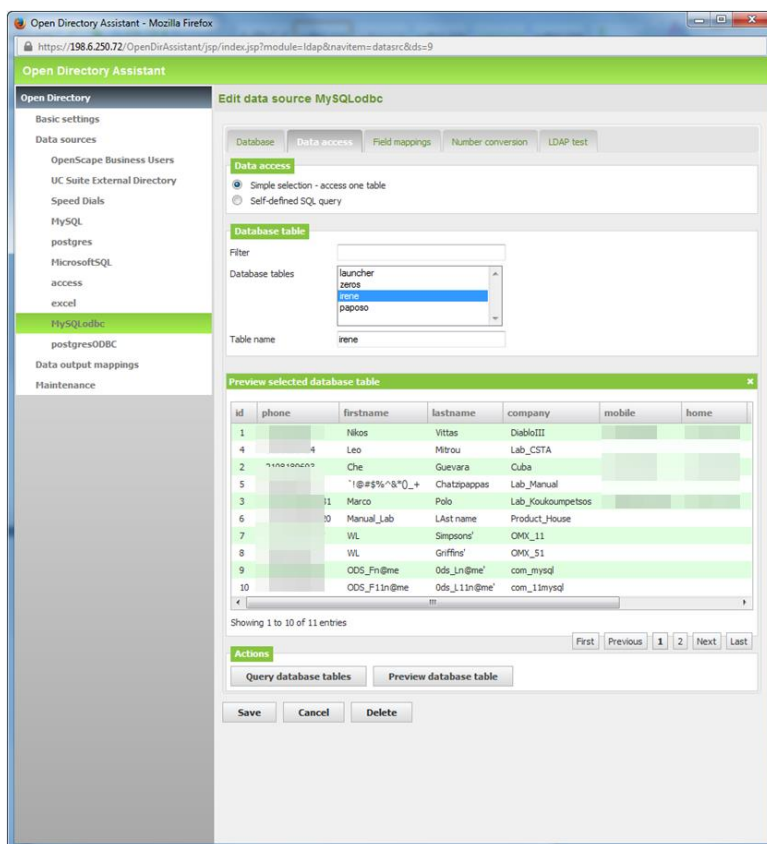 Open Directory Assistant - Mozilla Firefox
https://198.6.250.72/OpenDirAssistant/jsp/index.jsp?module=ldap&navitem=datasrc&ds=9
Open Directory Assistant
Open Directory
Basic settings
Data sources
OpenScape Business Users
UC Suite External Directory
Speed Dials
MySQL
postgres
MicrosoftSQL
access
excel
MySQLodbc
postgresODBC
Data output mappings
Maintenance
Edit data source MySQLodbc
Database Data access Field mappings Number conversion LDAP test
Data access
Simple selection - access one table
Self-defined SQL query
Database table
Filter
Database tables
launcher
zeros
irene
paposo
Table name irene
Preview selected database table x
id phone firstname lastname company mobile home
1 Nikos Vittas DiabloIII
4 4 Leo Mitrou Lab_CSTA
2 Che Guevara Cuba
5 `!@#$%^&*()_+ Chatzipappas Lab_Manual
3 31 Marco Polo Lab_Koukoumpetsos
6 20 Manual_Lab LAst name Product_House
7 WL Simpsons' OMX_11
8 WL Griffins' OMX_51
9 ODS_Fn@me 0ds_Ln@me' com_mysql
10 ODS_F11n@me 0ds_L11n@me' com_11mysql
Showing 1 to 10 of 11 entries
First Previous 1 2 Next Last
Actions
Query database tables Preview database table
Save Cancel Delete